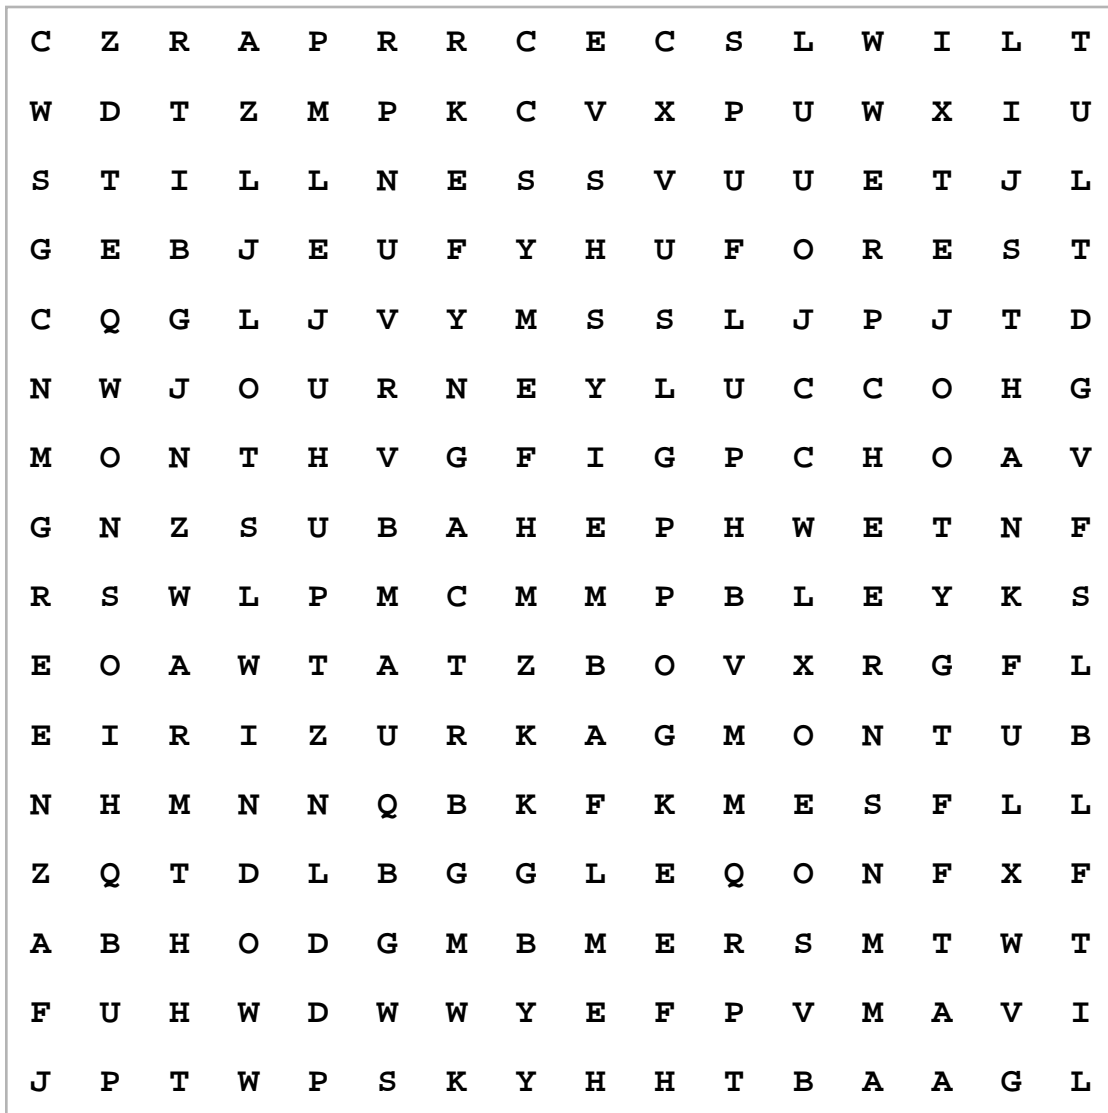 C Z R A P R R C E C S L W I L T
W D T Z M P K C V X P U W X I U
S T I L L N E S S V U U E T J L
G E B J E U F Y H U F O R E S T
C Q G L J V Y M S S L J P J T D
N W J O U R N E Y L U C C O H G
M O N T H V G F I G P C H O A V
G N Z S U B A H E P H W E T N F
R S W L P M C M M P B L E Y K S
E O A W T A T Z B O V X R G F L
E I R I Z U R K A G M O N T U B
N H M N N Q B K F K M E S F L L
Z Q T D L B G G L E Q O N F X F
A B H O D G M B M E R S M T W T
F U H W D W W Y E F P V M A V I
J P T W P S K Y H H T B A A G L